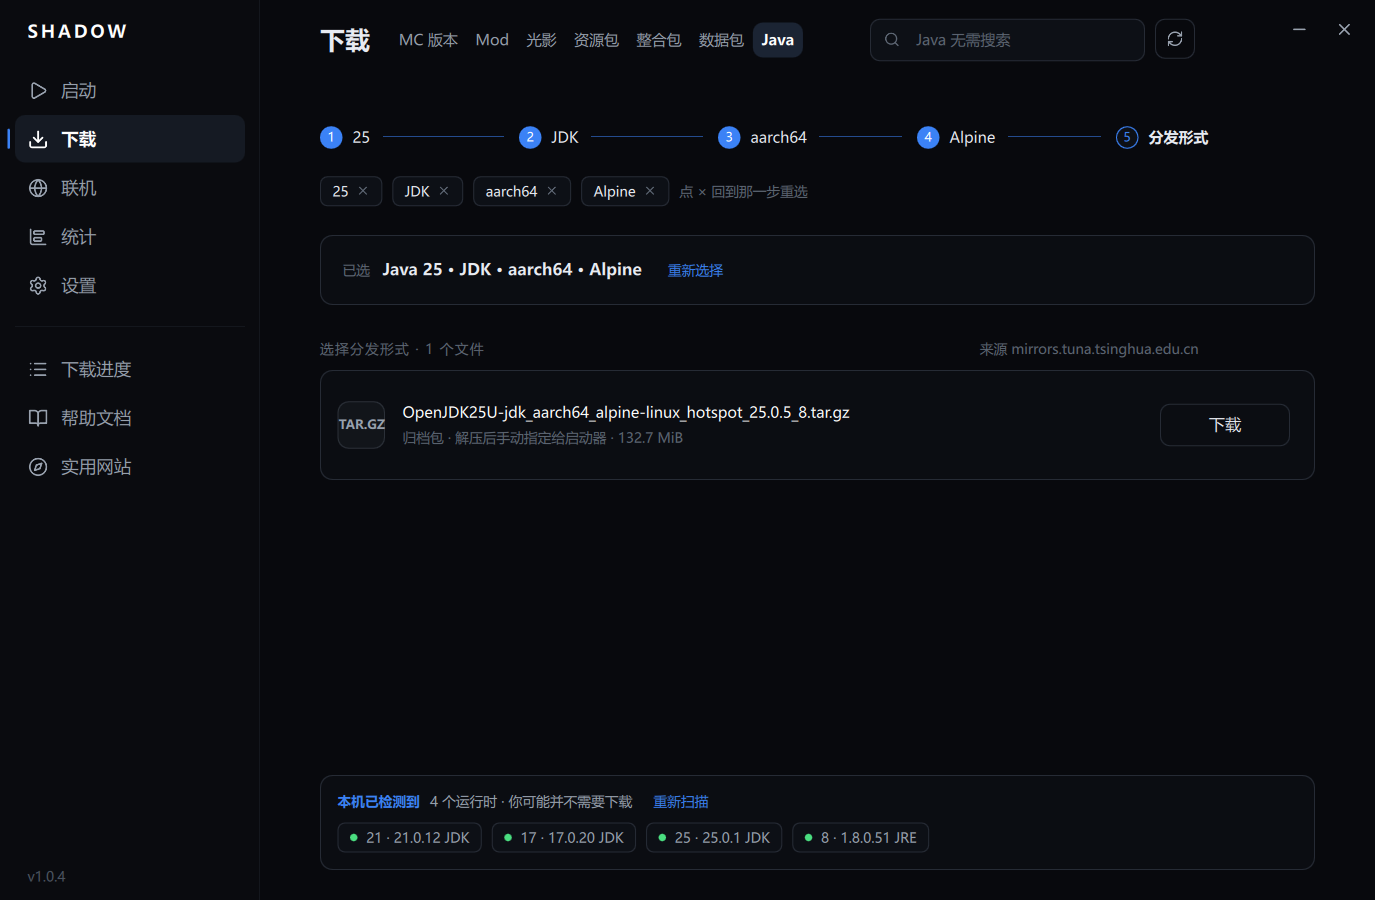 SHADOW
启动
下载
联机
统计
设置
下载进度
帮助文档
实用网站
v1.0.4
下载 MC 版本 Mod 光影 资源包 整合包 数据包 Java
Java 无需搜索
1 25 2 JDK 3 aarch64 4 Alpine 5 分发形式
25 × JDK × aarch64 × Alpine × 点 × 回到那一步重选
已选 Java 25 • JDK • aarch64 • Alpine 重新选择
选择分发形式 · 1 个文件 来源 mirrors.tuna.tsinghua.edu.cn
TAR.GZ
OpenJDK25U-jdk_aarch64_alpine-linux_hotspot_25.0.5_8.tar.gz
归档包 · 解压后手动指定给启动器 · 132.7 MiB
下载
本机已检测到 4 个运行时 · 你可能并不需要下载 重新扫描
21 · 21.0.12 JDK 17 · 17.0.20 JDK 25 · 25.0.1 JDK 8 · 1.8.0.51 JRE